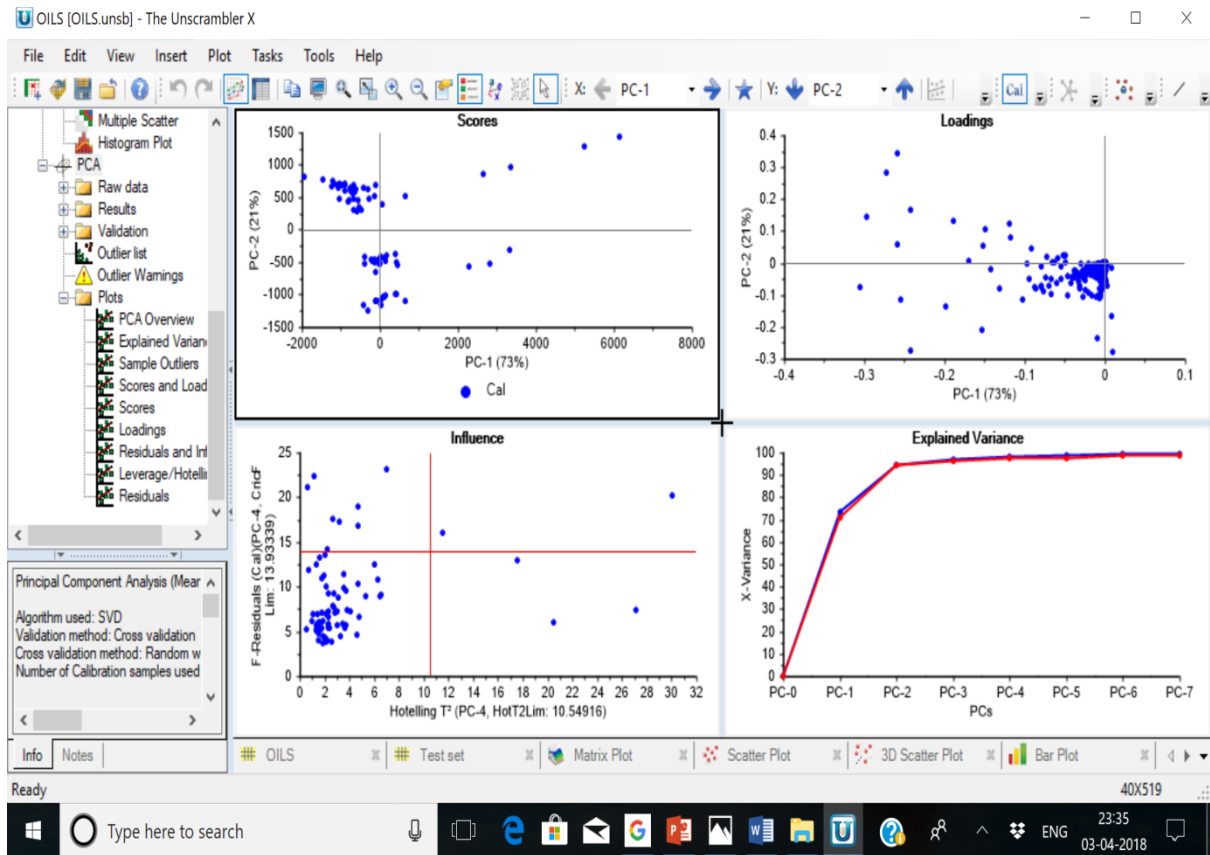 OILS [OILS.unsb] - The Unscrambler X
File Edit View Insert Plot Tasks Tools Help
X: PC-1 Y: PC-2 Cal
Multiple Scatter
Histogram Plot
PCA
Raw data
Results
Validation
Outlier list
Outlier Warnings
Plots
PCA Overview
Explained Varian
Sample Outliers
Scores and Load
Scores
Loadings
Residuals and Inf
Leverage/Hotelli
Residuals
Principal Component Analysis (Mear
Algorithm used: SVD
Validation method: Cross validation
Cross validation method: Random w
Number of Calibration samples used
Info Notes
Scores
1500
1000
500
0
-500
-1000
-1500
PC-2 (21%)
-2000 0 2000 4000 6000 8000
PC-1 (73%)
Cal
Loadings
0.4
0.3
0.2
0.1
0
-0.1
-0.2
-0.3
PC-2 (21%)
-0.4 -0.3 -0.2 -0.1 0 0.1
PC-1 (73%)
Influence
25
20
15
10
5
0
F-Residuals (Cal)(PC-4, CricF
Lim: 13.93339)
0 2 4 6 8 10 12 14 16 18 20 22 24 26 28 30 32
Hotelling T² (PC-4, HotT2Lim: 10.54916)
Explained Variance
100
90
80
70
60
50
40
30
20
10
0
X-Variance
PC-0 PC-1 PC-2 PC-3 PC-4 PC-5 PC-6 PC-7
PCs
OILS Test set Matrix Plot Scatter Plot 3D Scatter Plot Bar Plot
Ready 40X519
Type here to search
ENG
23:35
03-04-2018